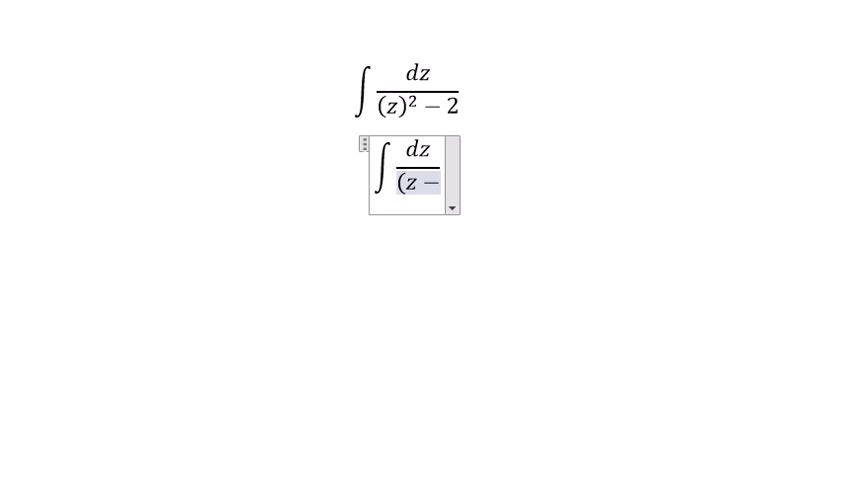 ∫ dz / (z)² − 2
∫ dz / (z −